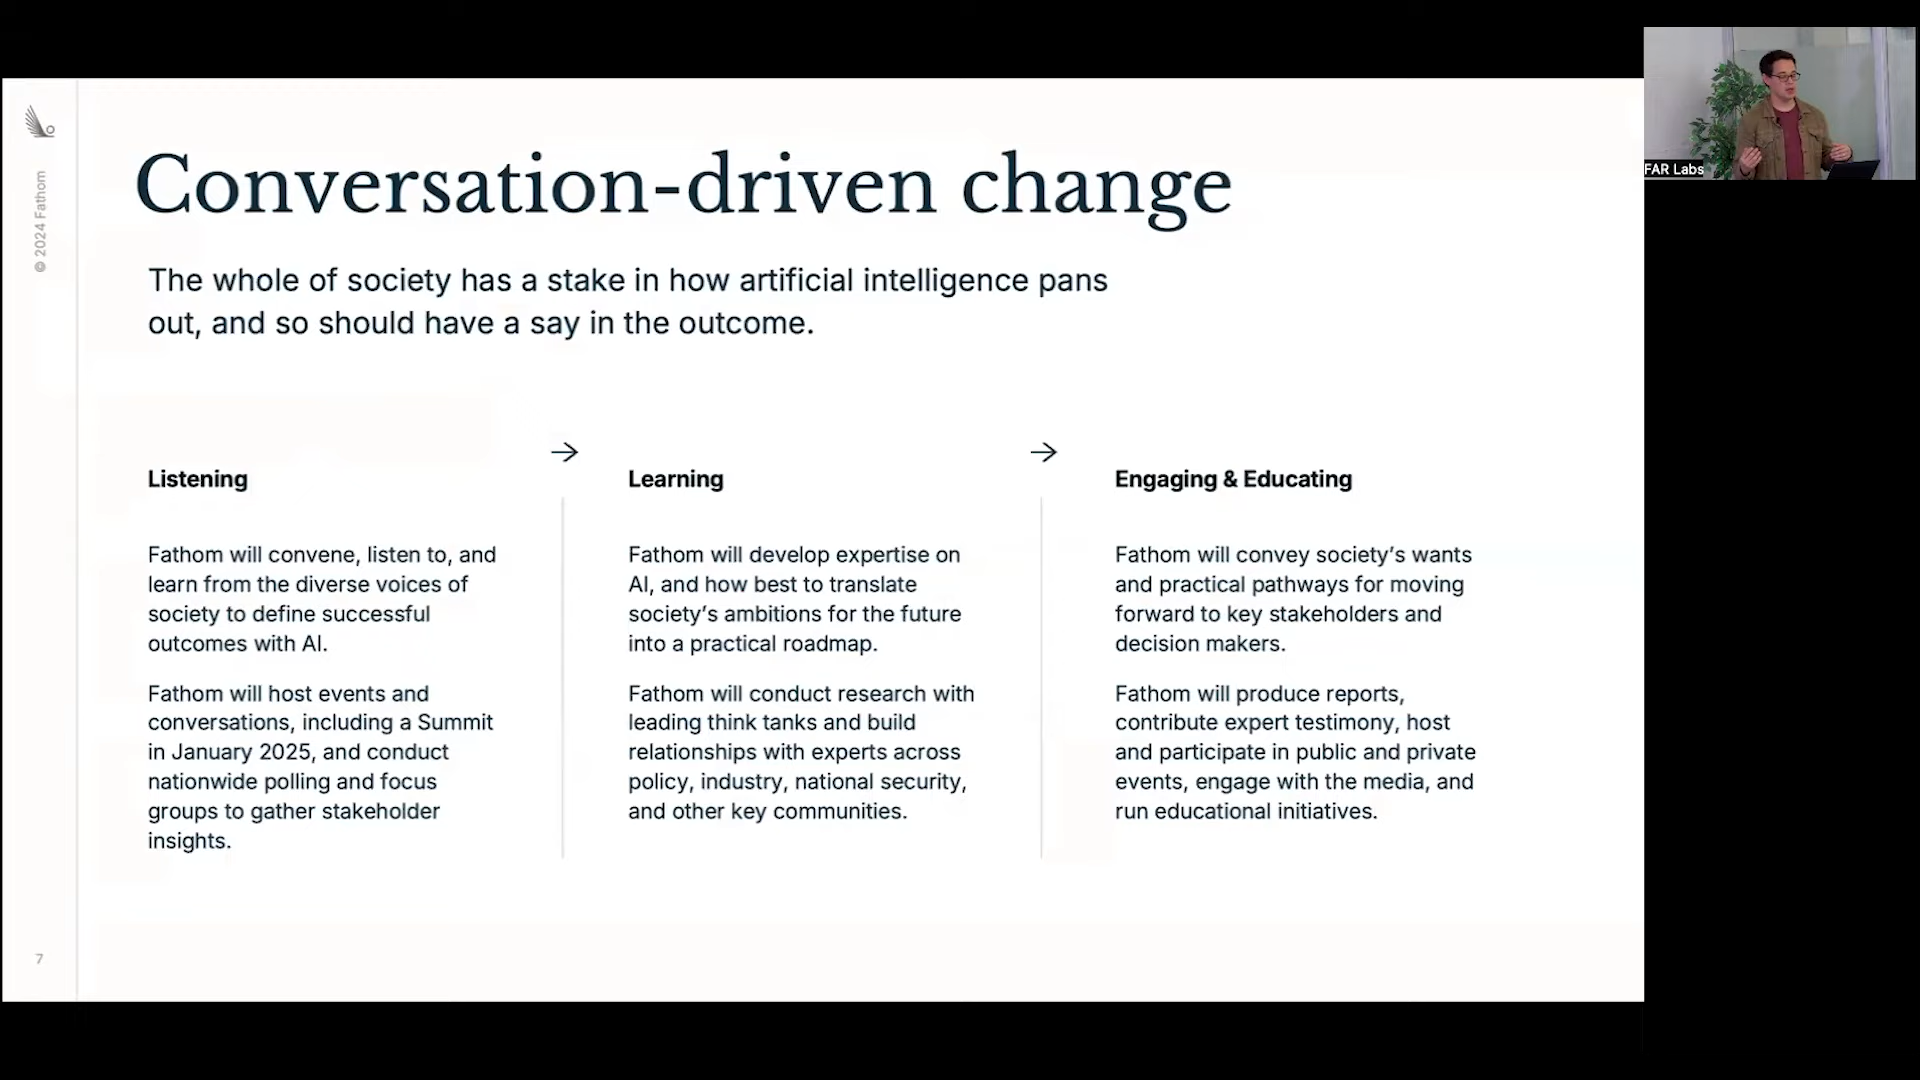 © 2024 Fathom
Conversation-driven change
The whole of society has a stake in how artificial intelligence pans
out, and so should have a say in the outcome.
Listening
Fathom will convene, listen to, and
learn from the diverse voices of
society to define successful
outcomes with AI.
Fathom will host events and
conversations, including a Summit
in January 2025, and conduct
nationwide polling and focus
groups to gather stakeholder
insights.
→
Learning
Fathom will develop expertise on
AI, and how best to translate
society’s ambitions for the future
into a practical roadmap.
Fathom will conduct research with
leading think tanks and build
relationships with experts across
policy, industry, national security,
and other key communities.
→
Engaging & Educating
Fathom will convey society’s wants
and practical pathways for moving
forward to key stakeholders and
decision makers.
Fathom will produce reports,
contribute expert testimony, host
and participate in public and private
events, engage with the media, and
run educational initiatives.
7
FAR Labs